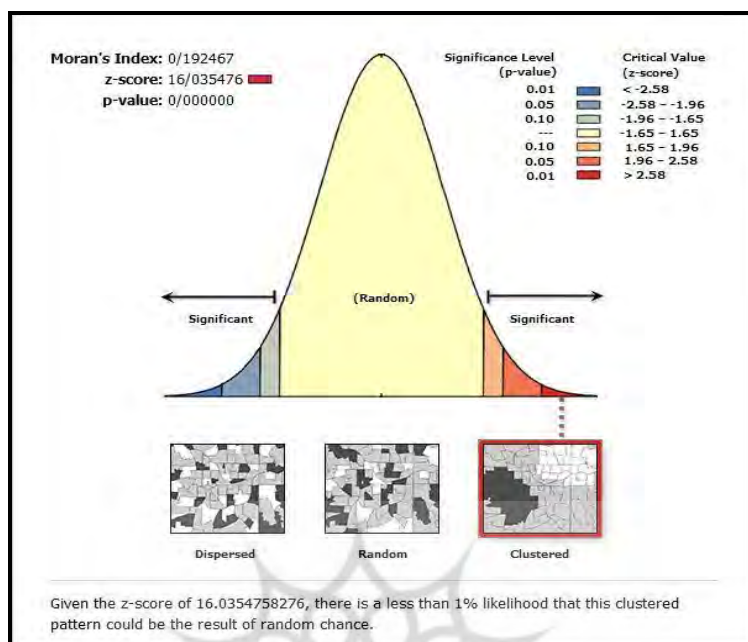 Moran's Index: 0/192467
z-score: 16/035476
p-value: 0/000000
Significance Level
(p-value)
Critical Value
(z-score)
0.01 < -2.58
0.05 -2.58 - -1.96
0.10 -1.96 - -1.65
--- -1.65 - 1.65
0.10 1.65 - 1.96
0.05 1.96 - 2.58
0.01 > 2.58
(Random)
Significant Significant
Dispersed Random Clustered
Given the z-score of 16.0354758276, there is a less than 1% likelihood that this clustered
pattern could be the result of random chance.